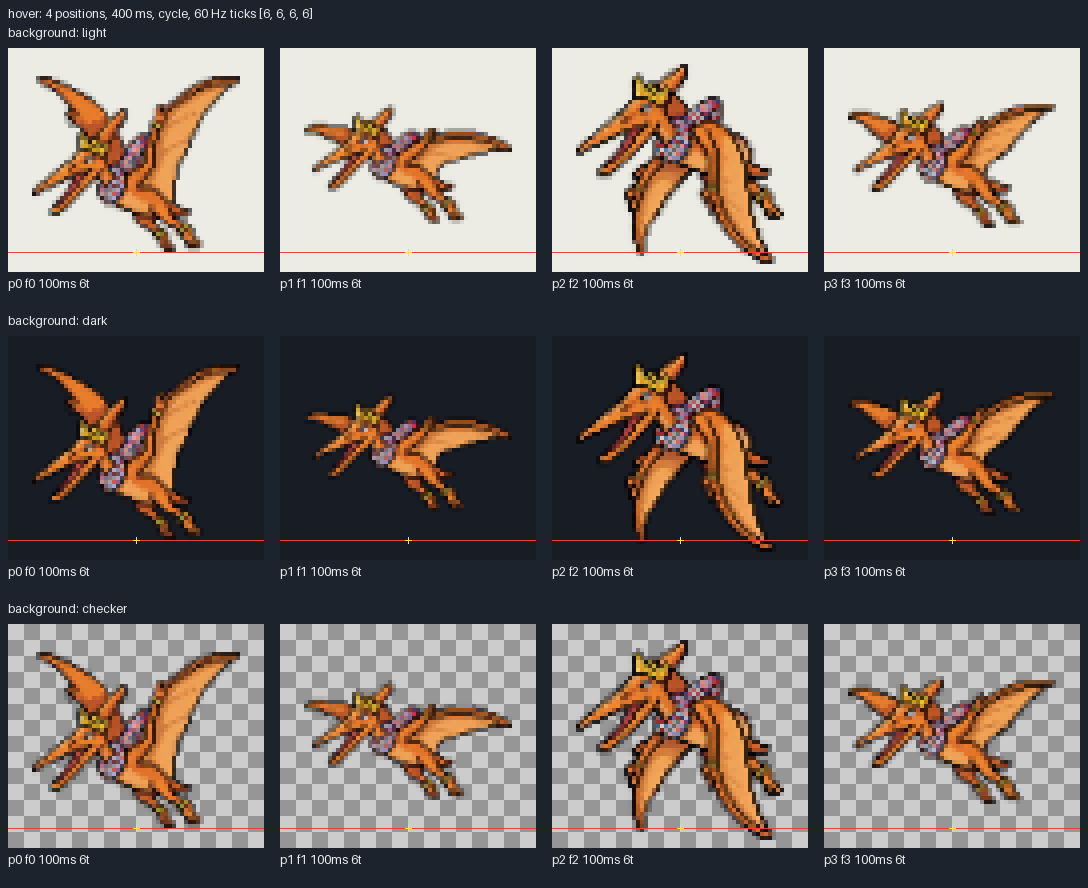 hover: 4 positions, 400 ms, cycle, 60 Hz ticks [6, 6, 6, 6]
background: light
p0 f0 100ms 6t
p1 f1 100ms 6t
p2 f2 100ms 6t
p3 f3 100ms 6t
background: dark
p0 f0 100ms 6t
p1 f1 100ms 6t
p2 f2 100ms 6t
p3 f3 100ms 6t
background: checker
p0 f0 100ms 6t
p1 f1 100ms 6t
p2 f2 100ms 6t
p3 f3 100ms 6t